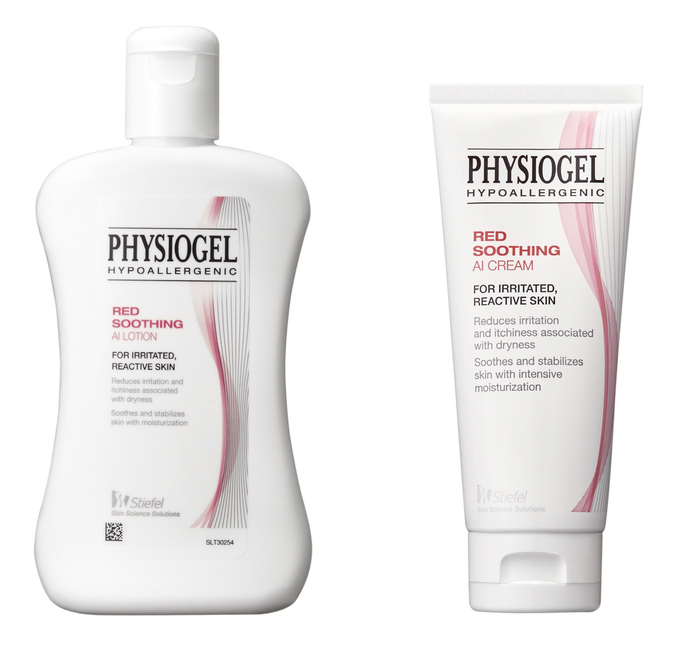 PHYSIOGEL
HYPOALLERGENIC
RED
SOOTHING
AI LOTION
FOR IRRITATED,
REACTIVE SKIN
Reduces irritation and
itchiness associated
with dryness
Soothes and stabilizes
skin with moisturization
Stiefel
Skin Science Solutions
SLT30254
PHYSIOGEL
HYPOALLERGENIC
RED
SOOTHING
AI CREAM
FOR IRRITATED,
REACTIVE SKIN
Reduces irritation
and itchiness associated
with dryness
Soothes and stabilizes
skin with intensive
moisturization
Stiefel
Skin Science Solutions